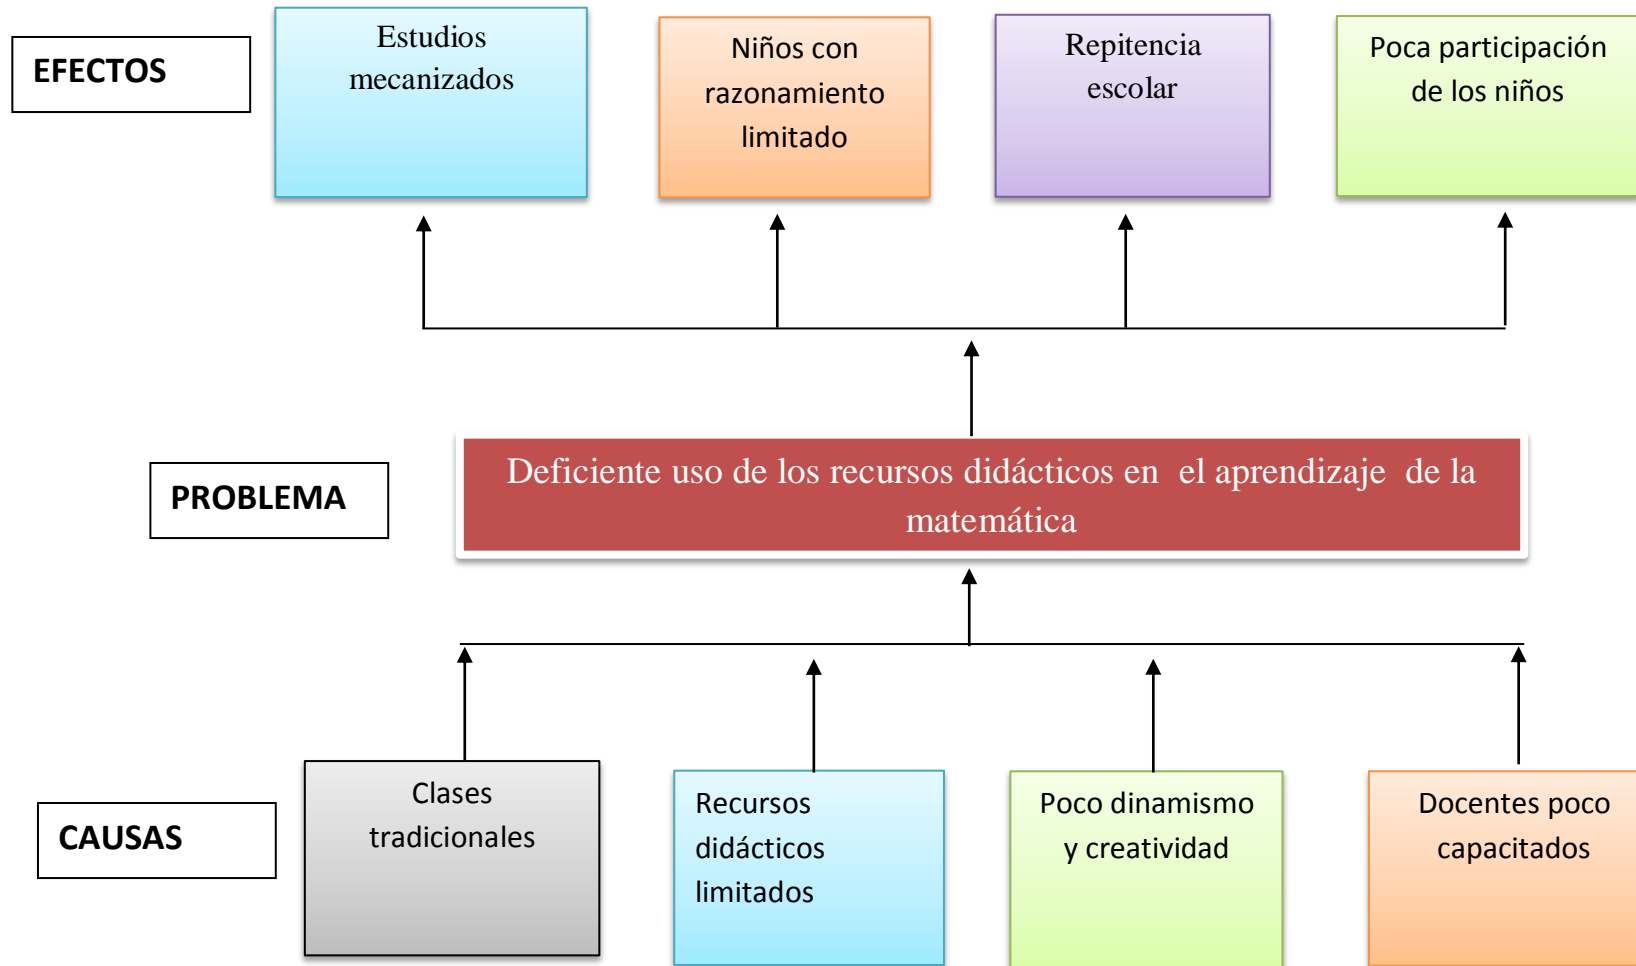 EFECTOS
Estudios
mecanizados
Niños con
razonamiento
limitado
Repitencia
escolar
Poca participación
de los niños
PROBLEMA
Deficiente uso de los recursos didácticos en el aprendizaje de la
matemática
CAUSAS
Clases
tradicionales
Recursos
didácticos
limitados
Poco dinamismo
y creatividad
Docentes poco
capacitados